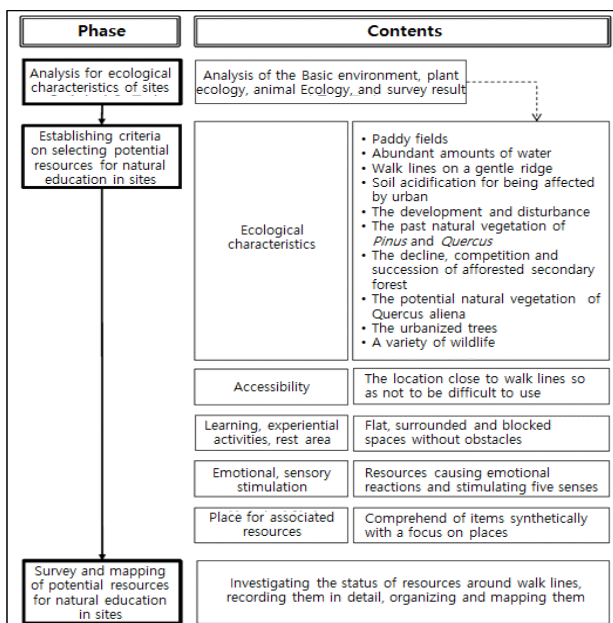 Phase
Contents
Analysis for ecological
characteristics of sites
Analysis of the Basic environment, plant
ecology, animal Ecology, and survey result
Establishing criteria
on selecting potential
resources for natural
education in sites
Ecological
characteristics
• Paddy fields
• Abundant amounts of water
• Walk lines on a gentle ridge
• Soil acidification for being affected
by urban
• The development and disturbance
• The past natural vegetation of
Pinus and Quercus
• The decline, competition and
succession of afforested secondary
forest
• The potential natural vegetation of
Quercus aliena
• The urbanized trees
• A variety of wildlife
Accessibility
The location close to walk lines so
as not to be difficult to use
Learning, experiential
activities, rest area
Flat, surrounded and blocked
spaces without obstacles
Emotional, sensory
stimulation
Resources causing emotional
reactions and stimulating five senses
Place for associated
resources
Comprehend of items synthetically
with a focus on places
Survey and mapping
of potential resources
for natural education
in sites
Investigating the status of resources around walk lines,
recording them in detail, organizing and mapping them